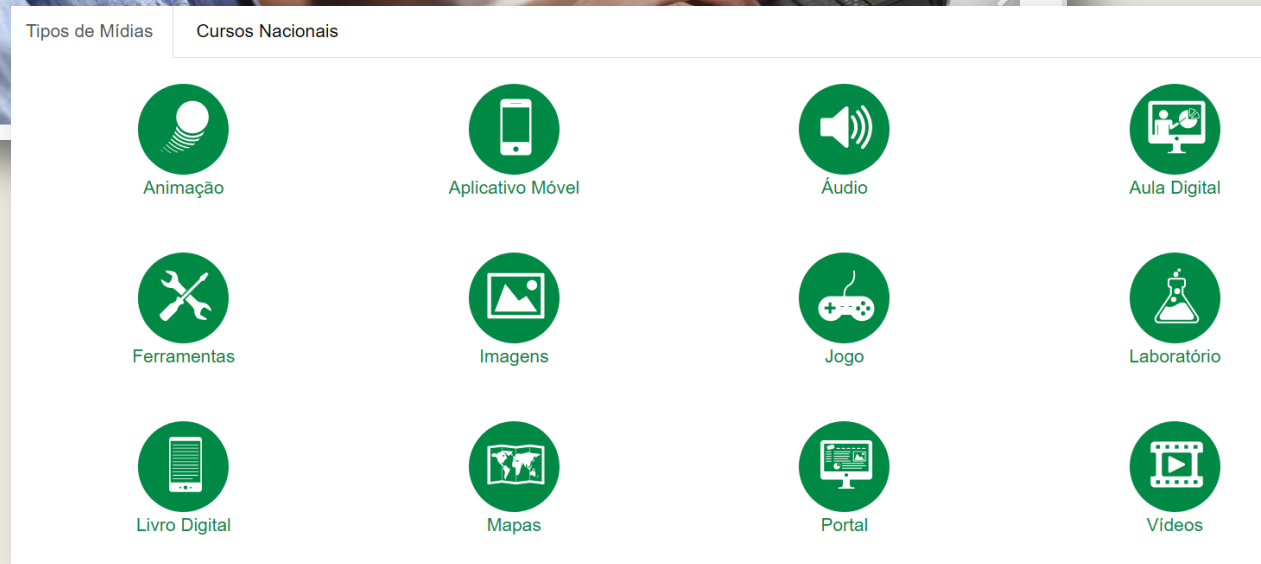 Tipos de Mídias
Cursos Nacionais
Animação
Aplicativo Móvel
Áudio
Aula Digital
Ferramentas
Imagens
Jogo
Laboratório
Livro Digital
Mapas
Portal
Vídeos